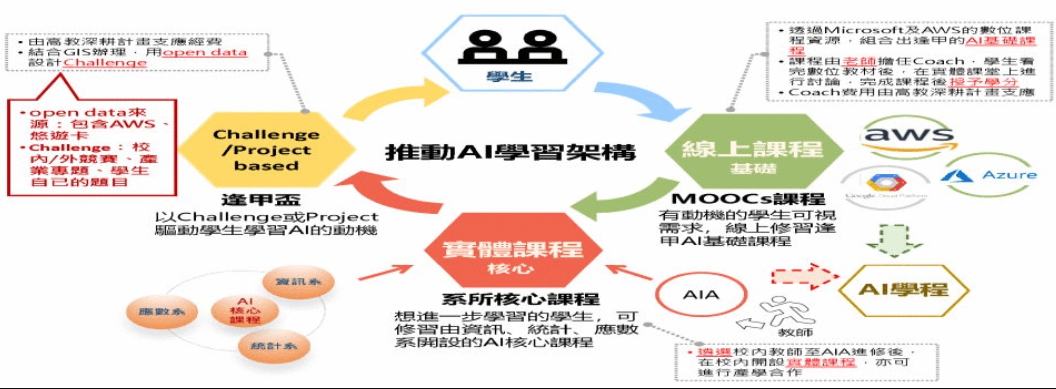 • 由高教深耕計畫支應經費
• 結合GIS辦理，用open data
設計Challenge
• open data來
源：包含AWS、
悠遊卡
• Challenge：校
內/外競賽、產
業專題、學生
自己的題目
學生
• 透過Microsoft及AWS的數位課
程資源，組合出逢甲的AI基礎課
程
• 課程由老師擔任Coach，學生看
完數位教材後，在實體課堂上進
行討論，完成課程後授予學分
• Coach費用由高教深耕計畫支應
Challenge
/Project
based
推動AI學習架構
線上課程
基礎
aws
Google Cloud Platform
Azure
逢甲盃
以Challenge或Project
驅動學生學習AI的動機
MOOCs課程
有動機的學生可視
需求，線上修習逢
甲AI基礎課程
實體課程
核心
資訊系
應數系
AI
核心
課程
統計系
系所核心課程
想進一步學習的學生，可
修習由資訊、統計、應數
系開設的AI核心課程
AIA
教師
AI學程
• 遴選校內教師至AIA進修後，
在校內開設實體課程，亦可
進行產學合作